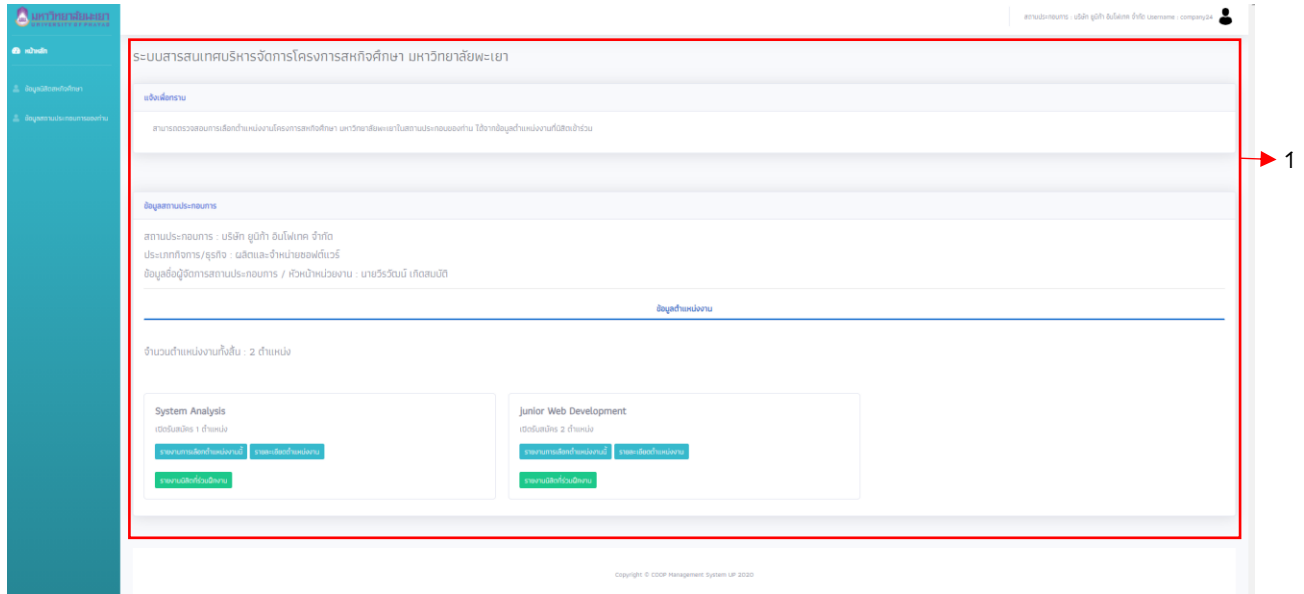 มหาวิทยาลัยพะเยา
UNIVERSITY OF PHAYAO
สถานประกอบการ : บริษัท ยูนิก้า อินโฟเทค จำกัด username : company24
หน้าหลัก
ข้อมูลนิสิตสหกิจศึกษา
ข้อมูลสถานประกอบการของท่าน
ระบบสารสนเทศบริหารจัดการโครงการสหกิจศึกษา มหาวิทยาลัยพะเยา
แจ้งเพื่อทราบ
สามารถตรวจสอบการเลือกตำแหน่งงานโครงการสหกิจศึกษา มหาวิทยาลัยพะเยาในสถานประกอบของท่าน ได้จากข้อมูลตำแหน่งงานที่นิสิตเข้าร่วม
1
ข้อมูลสถานประกอบการ
สถานประกอบการ : บริษัท ยูนิก้า อินโฟเทค จำกัด
ประเภทกิจการ/ธุรกิจ : ผลิตและจำหน่ายซอฟต์แวร์
ข้อมูลชื่อผู้จัดการสถานประกอบการ / หัวหน้าหน่วยงาน : นายวีรวัฒน์ เกิดสมบัติ
ข้อมูลตำแหน่งงาน
จำนวนตำแหน่งงานทั้งสิ้น : 2 ตำแหน่ง
System Analysis
เปิดรับสมัคร 1 ตำแหน่ง
รายงานการเลือกตำแหน่งงานนี้ รายละเอียดตำแหน่งงาน
รายงานนิสิตที่ร่วมฝึกงาน
junior Web Development
เปิดรับสมัคร 2 ตำแหน่ง
รายงานการเลือกตำแหน่งงานนี้ รายละเอียดตำแหน่งงาน
รายงานนิสิตที่ร่วมฝึกงาน
Copyright © COOP Management System UP 2020